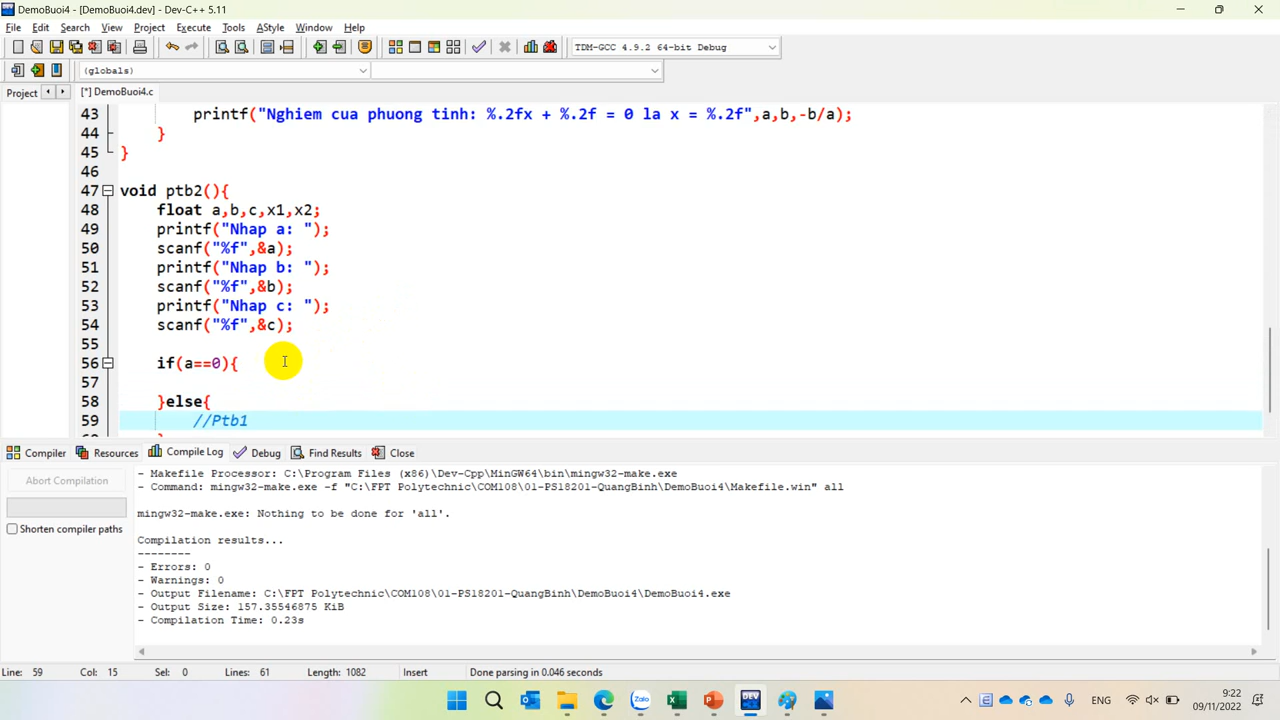 DemoBuoi4 - [DemoBuoi4.dev] - Dev-C++ 5.11
File Edit Search View Project Execute Tools AStyle Window Help
TDM-GCC 4.9.2 64-bit Debug
(globals)
Project
[*] DemoBuoi4.c
43 printf("Nghiem cua phuong tinh: %.2fx + %.2f = 0 la x = %.2f",a,b,-b/a);
44 }
45 }
46
47 void ptb2(){
48 float a,b,c,x1,x2;
49 printf("Nhap a: ");
50 scanf("%f",&a);
51 printf("Nhap b: ");
52 scanf("%f",&b);
53 printf("Nhap c: ");
54 scanf("%f",&c);
55
56 if(a==0){
57
58 }else{
59 //Ptb1
Compiler Resources Compile Log Debug Find Results Close
Abort Compilation
Shorten compiler paths
- Makefile Processor: C:\Program Files (x86)\Dev-Cpp\MinGW64\bin\mingw32-make.exe
- Command: mingw32-make.exe -f "C:\FPT Polytechnic\COM108\01-PS18201-QuangBinh\DemoBuoi4\Makefile.win" all
mingw32-make.exe: Nothing to be done for 'all'.
Compilation results...
--------
- Errors: 0
- Warnings: 0
- Output Filename: C:\FPT Polytechnic\COM108\01-PS18201-QuangBinh\DemoBuoi4\DemoBuoi4.exe
- Output Size: 157.35546875 KiB
- Compilation Time: 0.23s
Line: 59 Col: 15 Sel: 0 Lines: 61 Length: 1082 Insert Done parsing in 0.046 seconds
ENG
9:22
09/11/2022